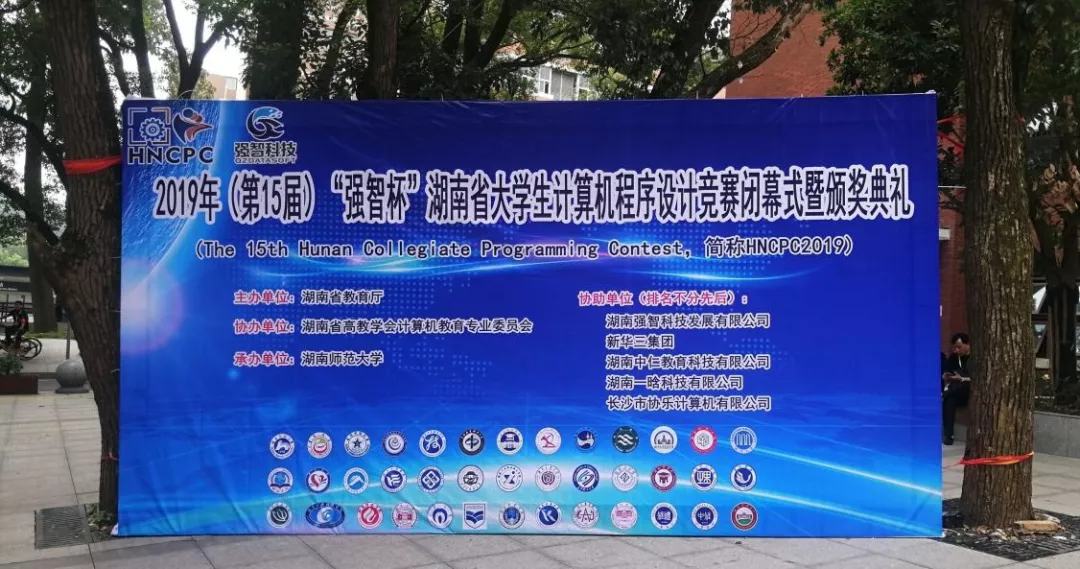 HNCPC
强智科技
QZDATASOFT
2019年（第15届）“强智杯”湖南省大学生计算机程序设计竞赛闭幕式暨颁奖典礼
(The 15th Hunan Collegiate Programming Contest, 简称HNCPC2019)
主办单位：湖南省教育厅
协办单位：湖南省高教学会计算机教育专业委员会
承办单位：湖南师范大学
协助单位（排名不分先后）：
湖南强智科技发展有限公司
新华三集团
湖南中仁教育科技有限公司
湖南一晗科技有限公司
长沙市协乐计算机有限公司